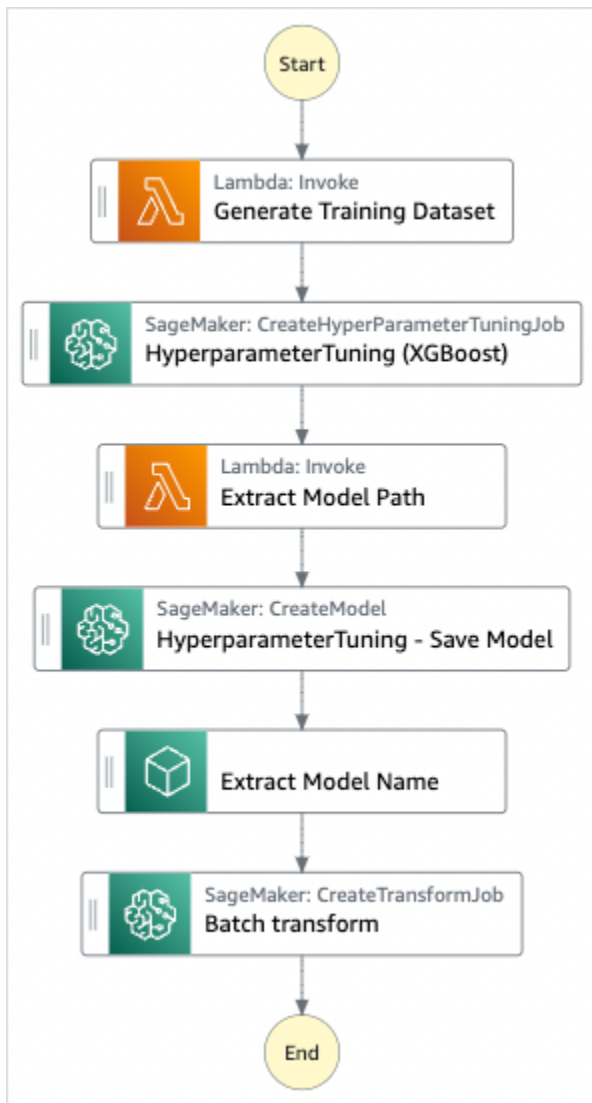 Start
Lambda: Invoke
Generate Training Dataset
SageMaker: CreateHyperParameterTuningJob
HyperparameterTuning (XGBoost)
Lambda: Invoke
Extract Model Path
SageMaker: CreateModel
HyperparameterTuning - Save Model
Extract Model Name
SageMaker: CreateTransformJob
Batch transform
End